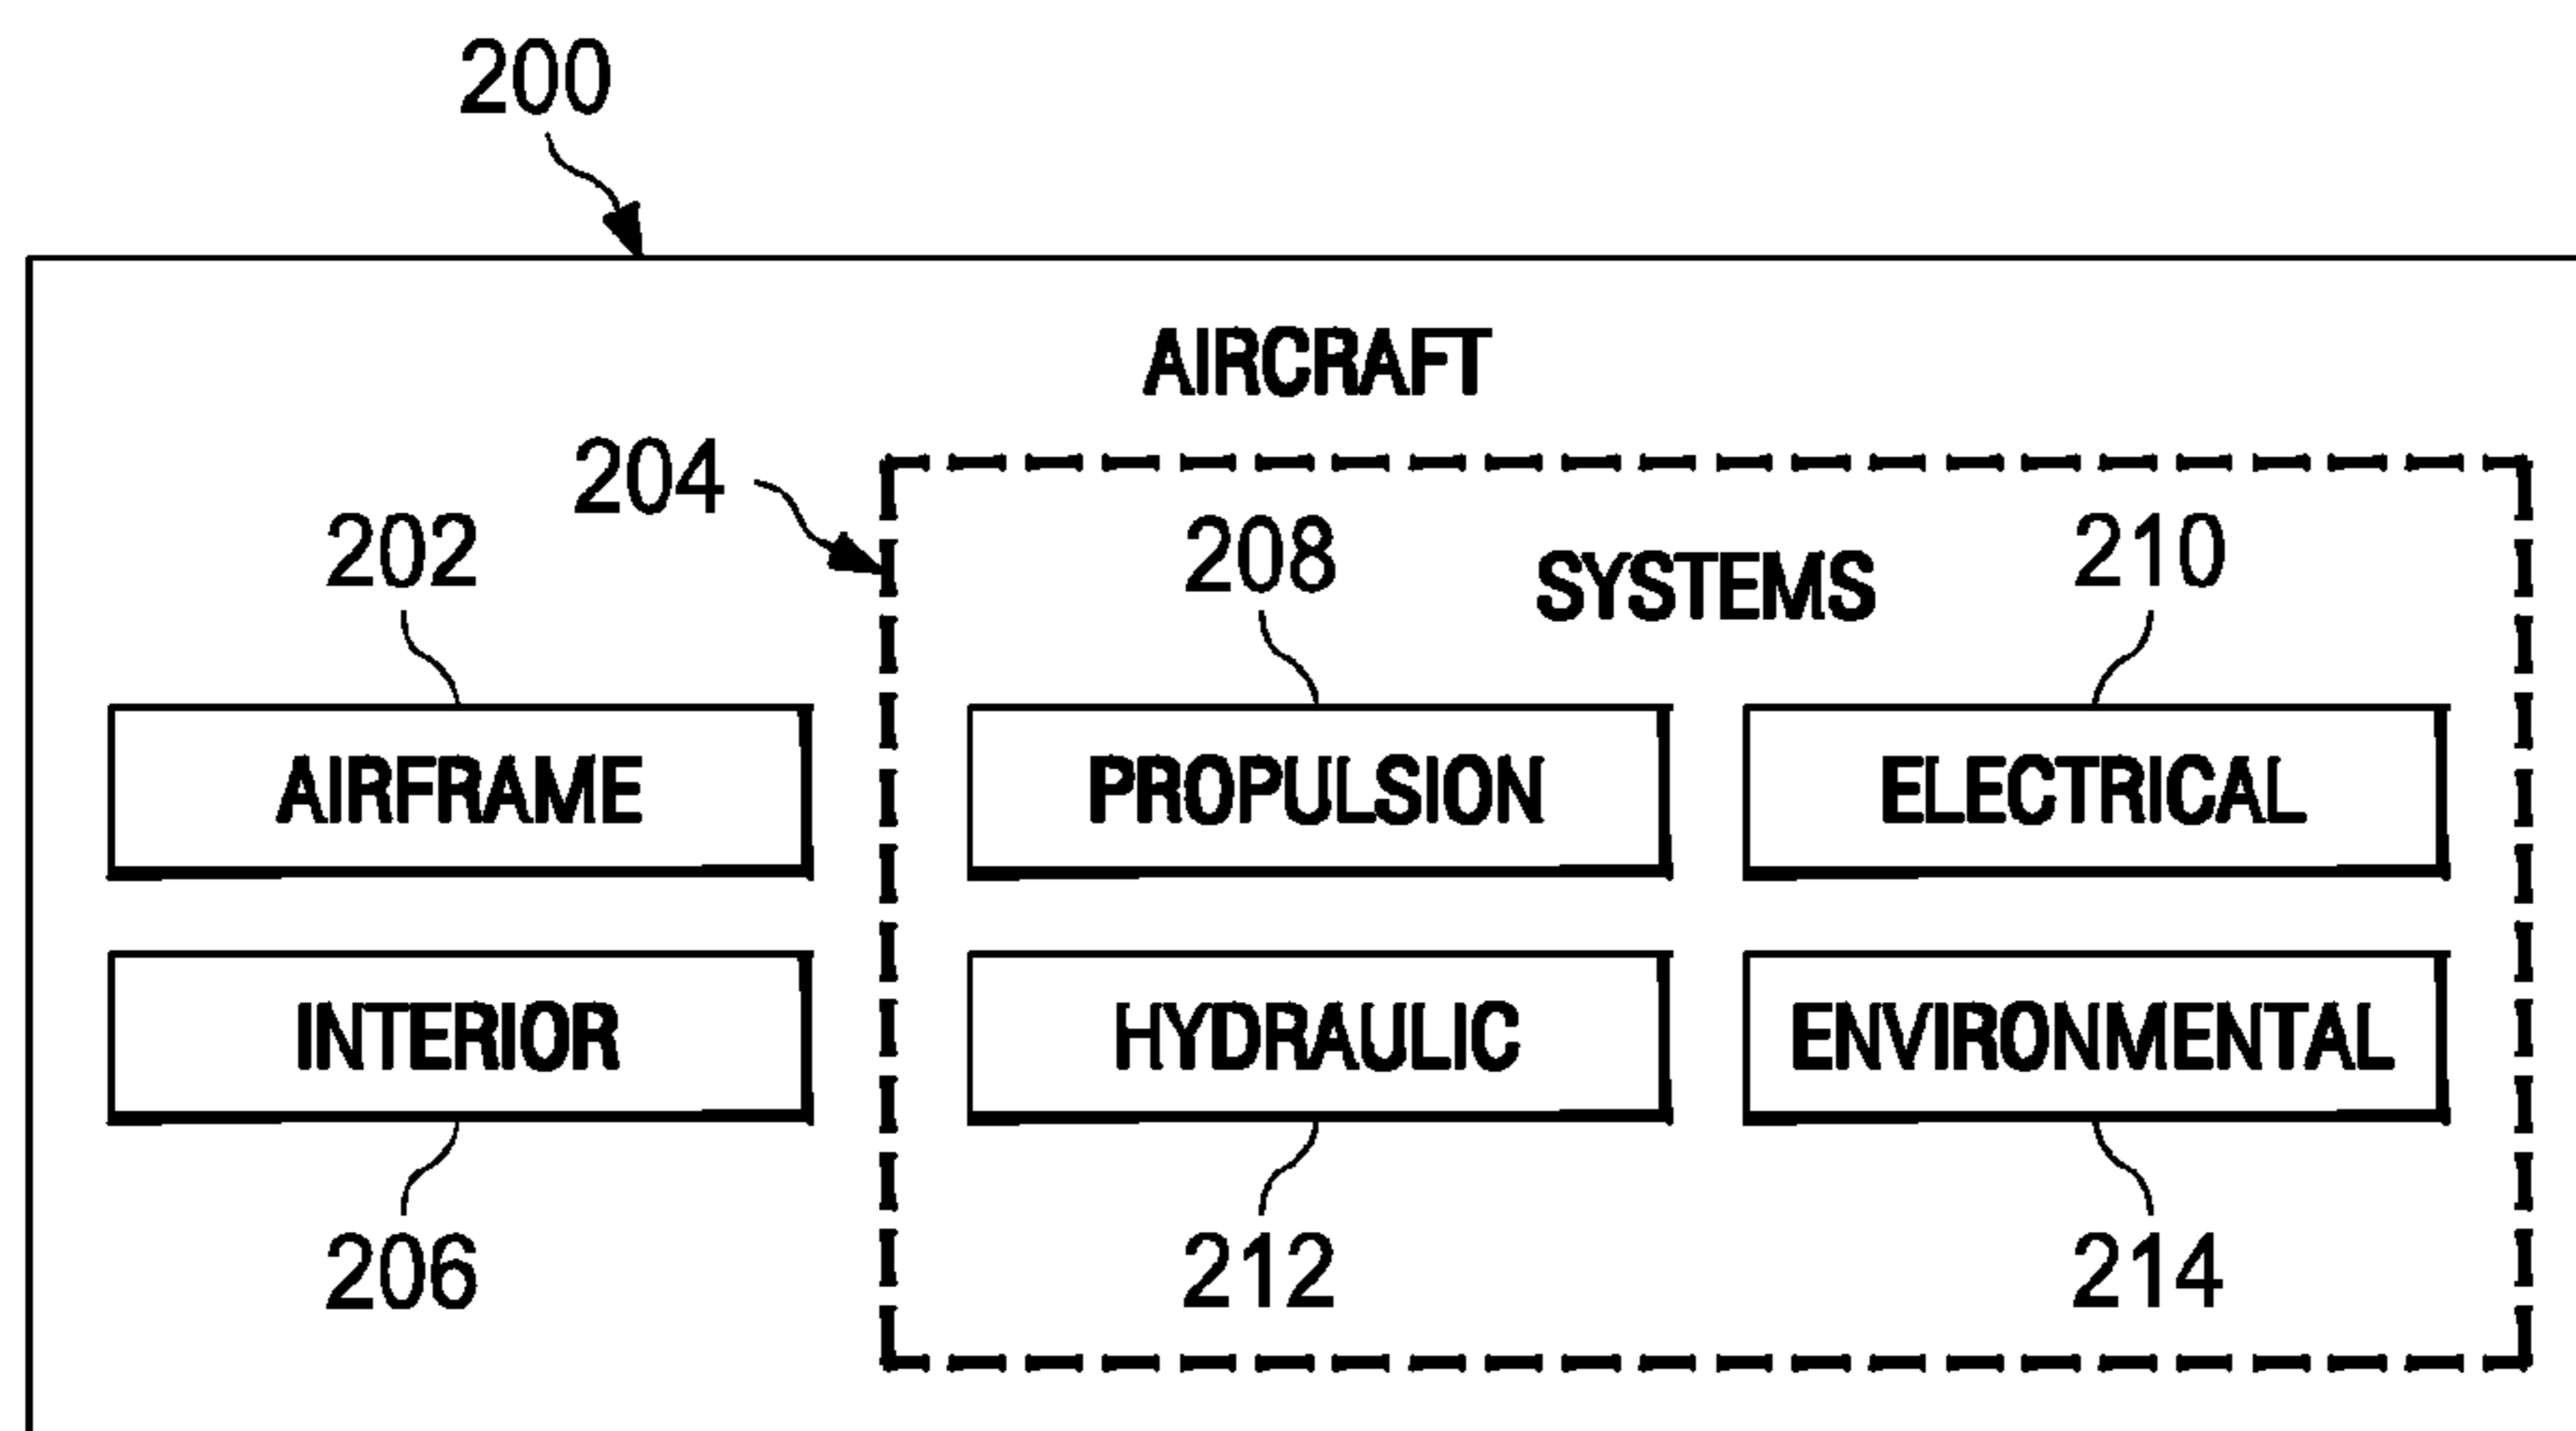 200
AIRCRAFT
204
202
208
SYSTEMS
210
AIRFRAME
PROPULSION
ELECTRICAL
INTERIOR
HYDRAULIC
ENVIRONMENTAL
206
212
214